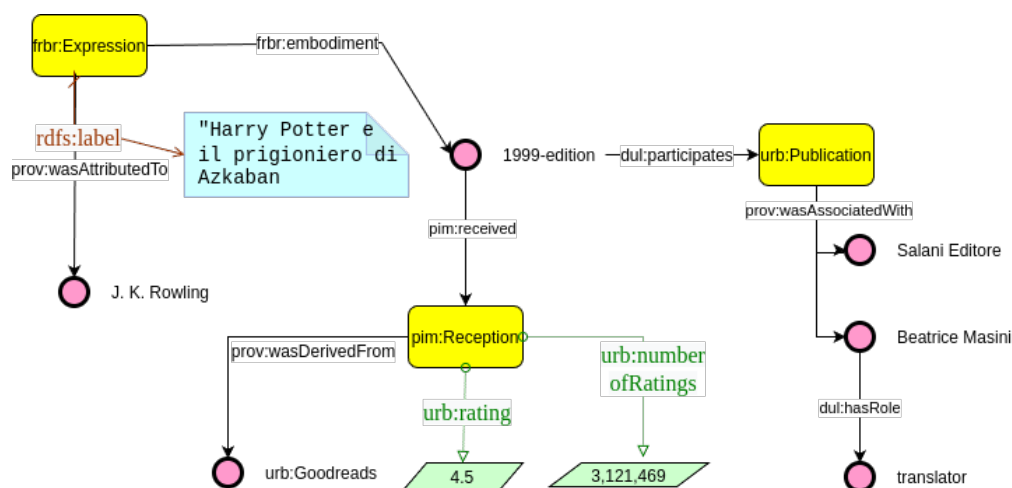 frbr:Expression
frbr:embodiment
rdfs:label
"Harry Potter e
il prigioniero di
Azkaban
prov:wasAttributedTo
1999-edition
dul:participates
urb:Publication
prov:wasAssociatedWith
pim:received
Salani Editore
J. K. Rowling
pim:Reception
Beatrice Masini
prov:wasDerivedFrom
urb:number
ofRatings
urb:rating
dul:hasRole
urb:Goodreads
4.5
3,121,469
translator